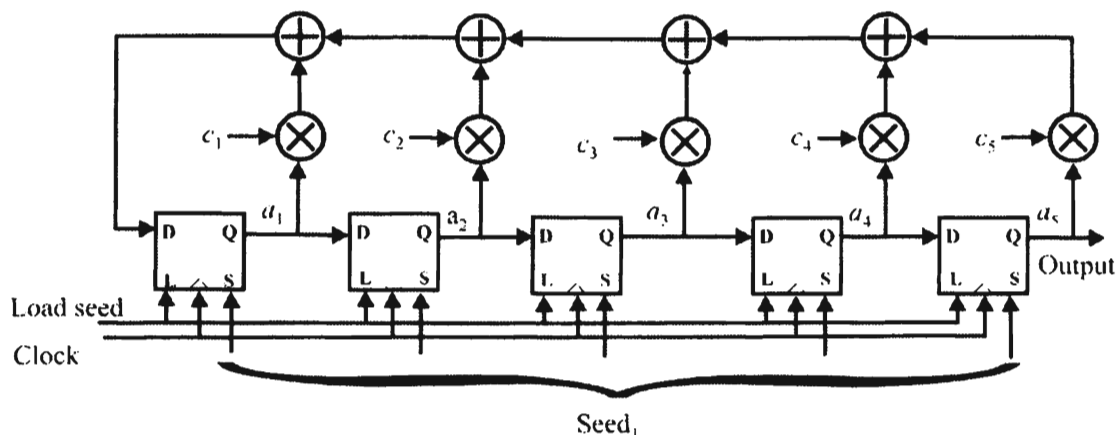 c₁ c₂ c₃ c₄ c₅
a₁ a₂ a₃ a₄ a₅
D Q D Q D Q D Q D Q
L S L S L S L S L S
Output
Load seed
Clock
Seed₁